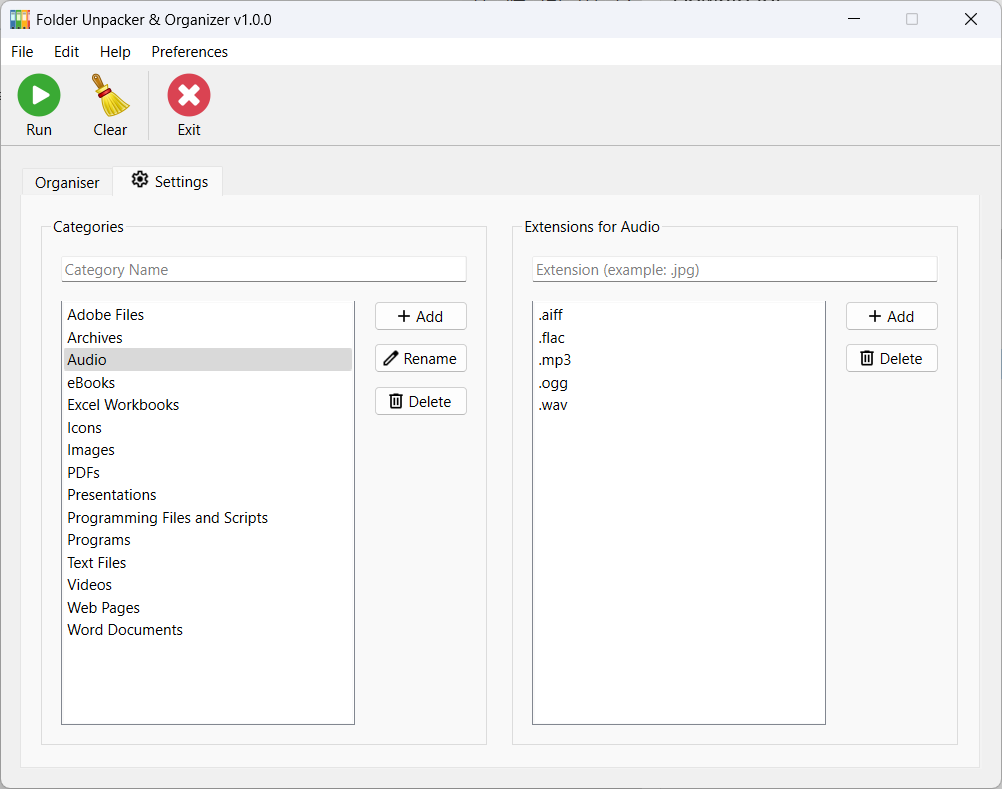 Folder Unpacker & Organizer v1.0.0
File Edit Help Preferences
Run Clear Exit
Organiser Settings
Categories
Category Name
Adobe Files
Archives
Audio
eBooks
Excel Workbooks
Icons
Images
PDFs
Presentations
Programming Files and Scripts
Programs
Text Files
Videos
Web Pages
Word Documents
Add
Rename
Delete
Extensions for Audio
Extension (example: .jpg)
.aiff
.flac
.mp3
.ogg
.wav
Add
Delete